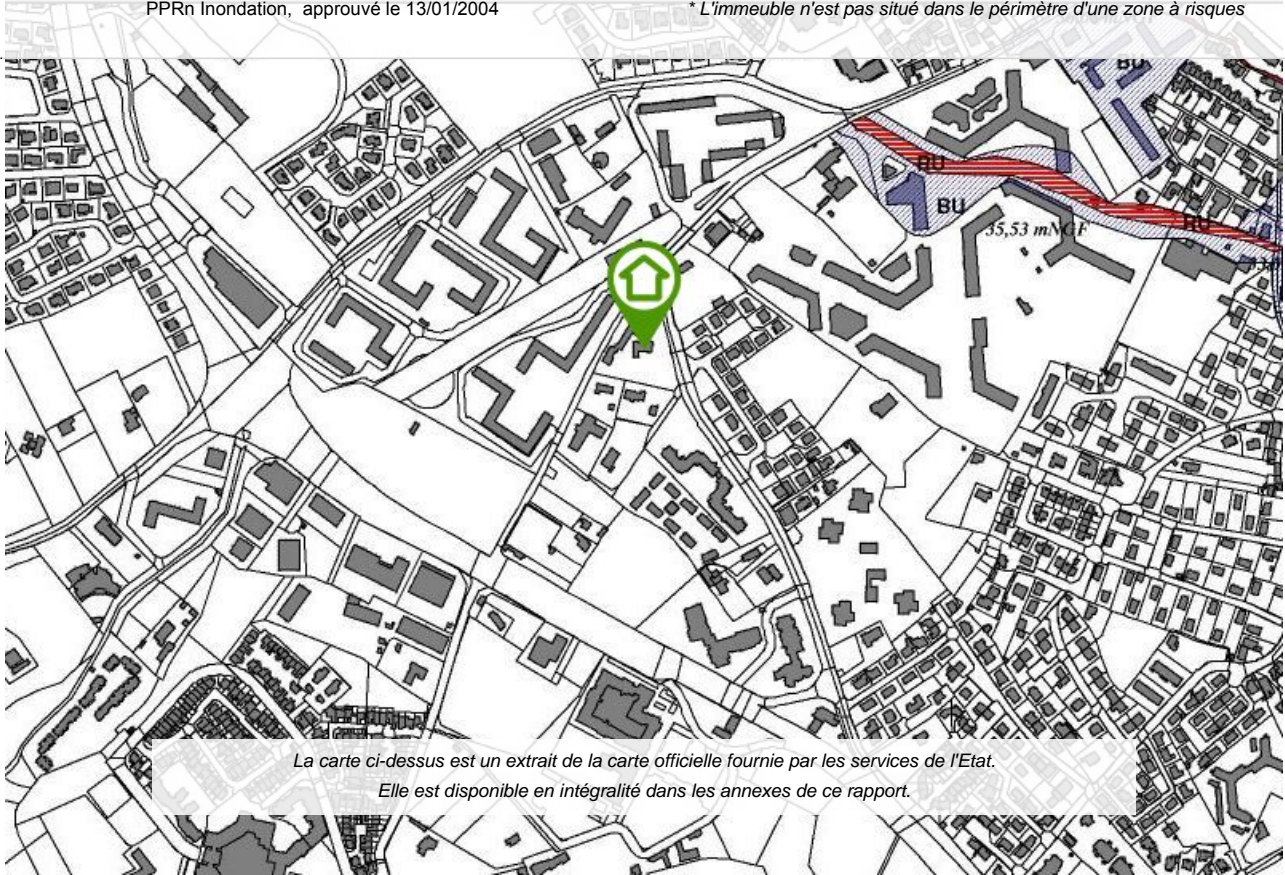 PPRn Inondation, approuvé le 13/01/2004
* L'immeuble n'est pas situé dans le périmètre d'une zone à risques
BU
RU
BU
35,53 mNGF
RU
La carte ci-dessus est un extrait de la carte officielle fournie par les services de l'Etat.
Elle est disponible en intégralité dans les annexes de ce rapport.